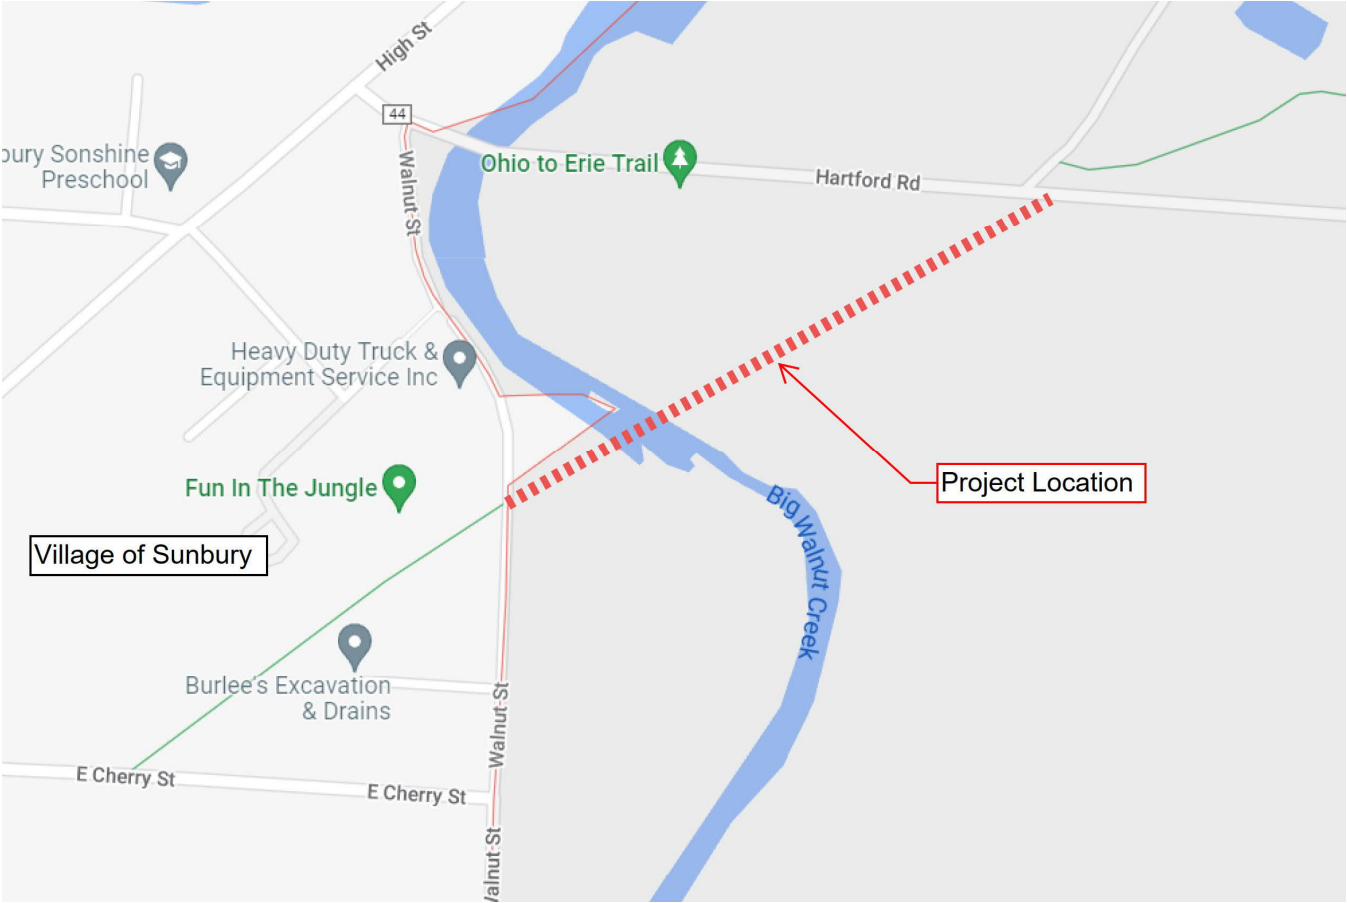 High St
44
bury Sonshine
Preschool
Ohio to Erie Trail
Hartford Rd
Walnut St
Heavy Duty Truck &
Equipment Service Inc
Project Location
Fun In The Jungle
Big Walnut Creek
Village of Sunbury
Burlee's Excavation
& Drains
Walnut St
E Cherry St
E Cherry St
Walnut St